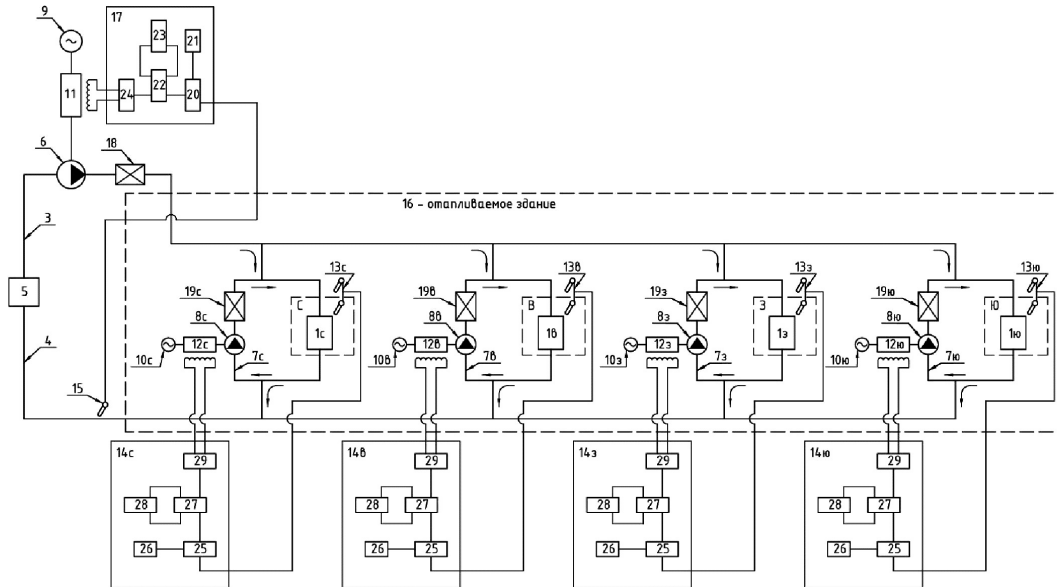 9
17
23
21
11
24
22
20
6
18
16 - отапливаемое здание
3
5
4
15
13с
19с
С
8с
1с
12с
10с
7с
13в
19в
В
8в
1в
12в
10в
7в
13з
19з
З
8з
1з
12з
10з
7з
13ю
19ю
Ю
8ю
1ю
12ю
10ю
7ю
14с
29
28
27
26
25
14в
29
28
27
26
25
14з
29
28
27
26
25
14ю
29
28
27
26
25